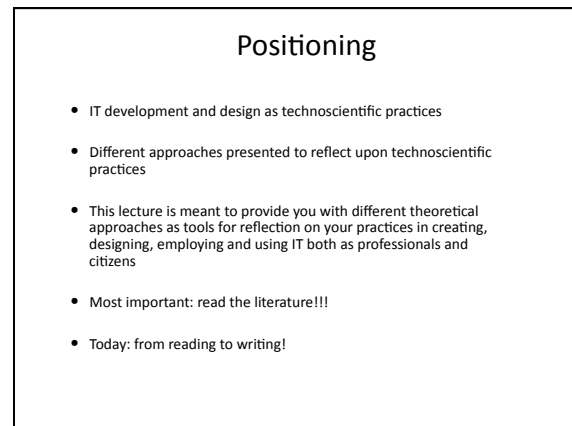 Positioning
• IT development and design as technoscientific practices
• Different approaches presented to reflect upon technoscientific
practices
• This lecture is meant to provide you with different theoretical
approaches as tools for reflection on your practices in creating,
designing, employing and using IT both as professionals and
citizens
• Most important: read the literature!!!
• Today: from reading to writing!